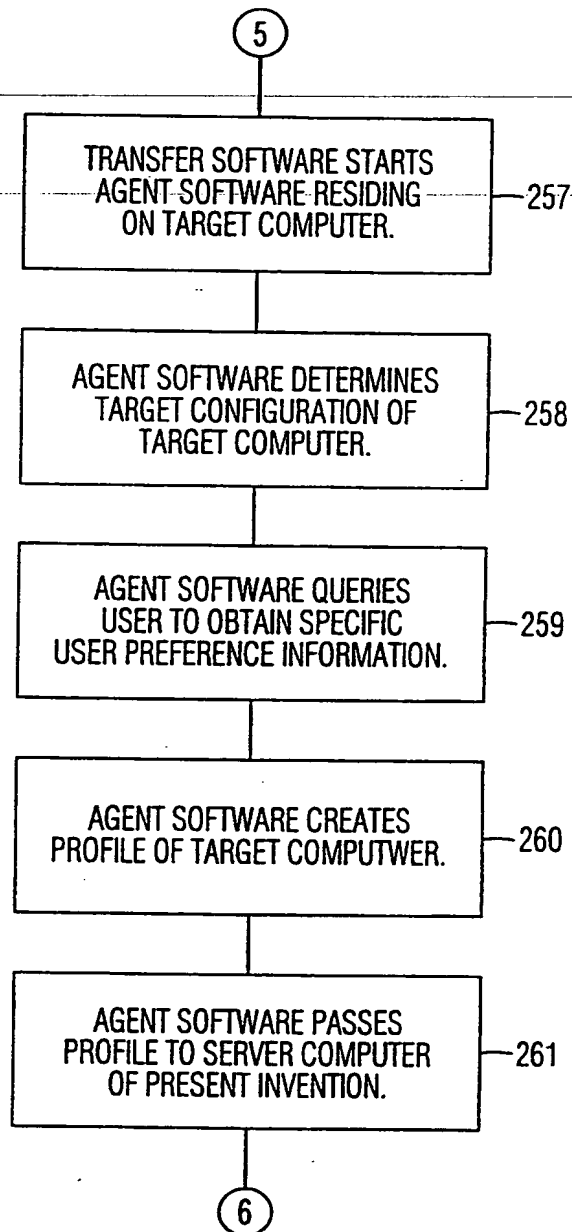 5
TRANSFER SOFTWARE STARTS
AGENT SOFTWARE RESIDING
ON TARGET COMPUTER.
257
AGENT SOFTWARE DETERMINES
TARGET CONFIGURATION OF
TARGET COMPUTER.
258
AGENT SOFTWARE QUERIES
USER TO OBTAIN SPECIFIC
USER PREFERENCE INFORMATION.
259
AGENT SOFTWARE CREATES
PROFILE OF TARGET COMPUTWER.
260
AGENT SOFTWARE PASSES
PROFILE TO SERVER COMPUTER
OF PRESENT INVENTION.
261
6